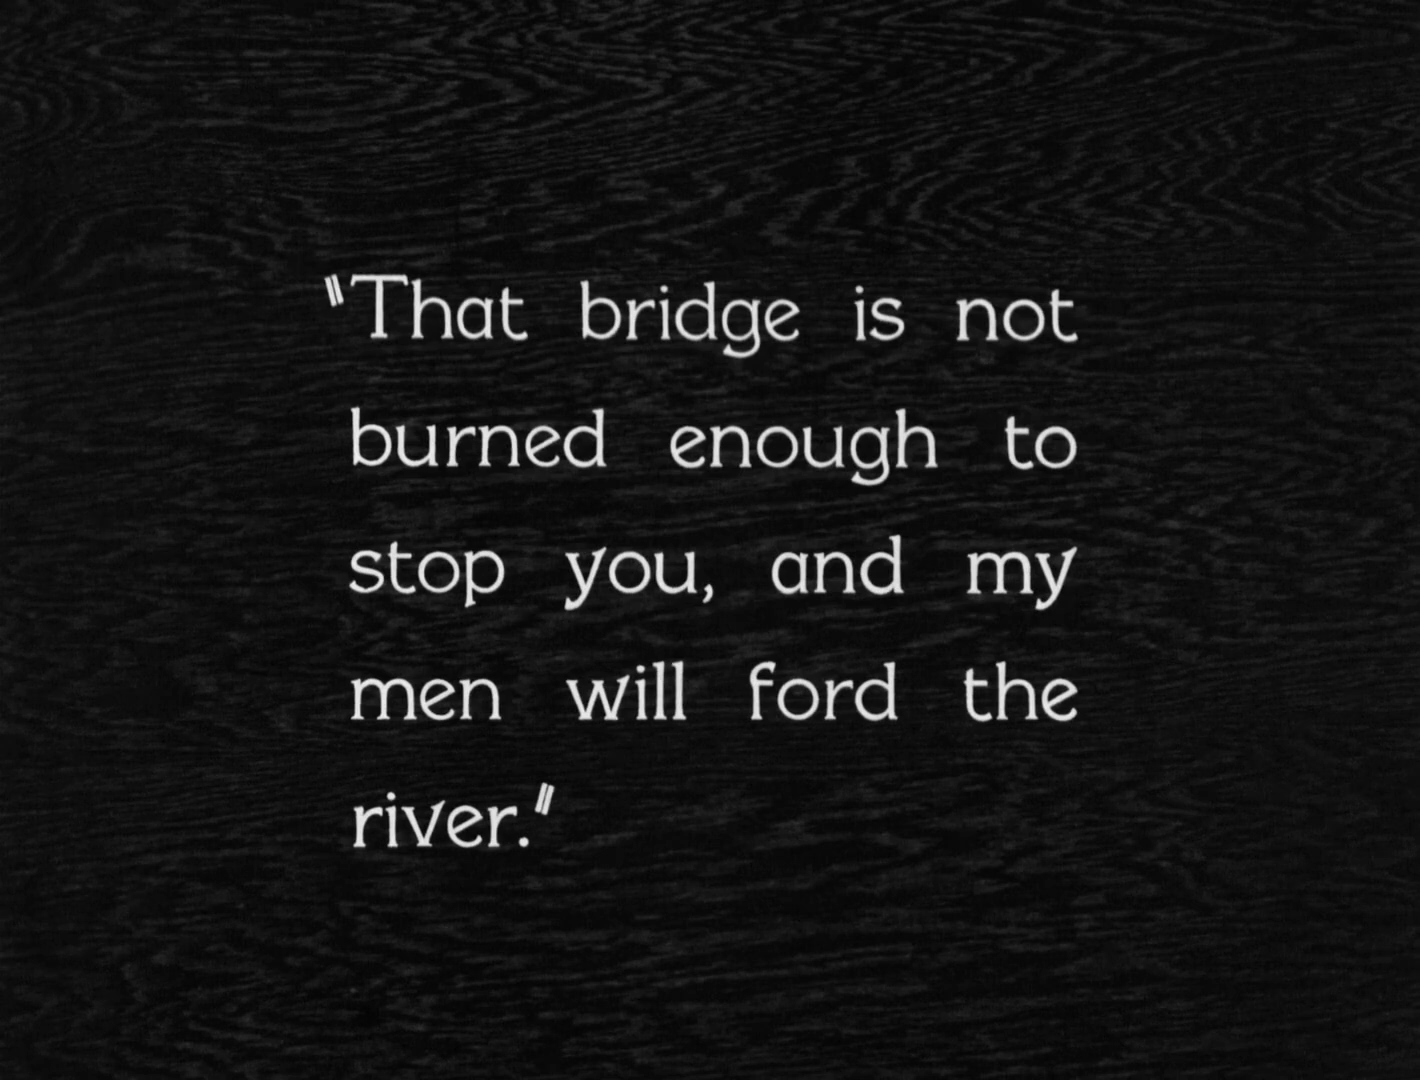 "That bridge is not
burned enough to
stop you, and my
men will ford the
river."